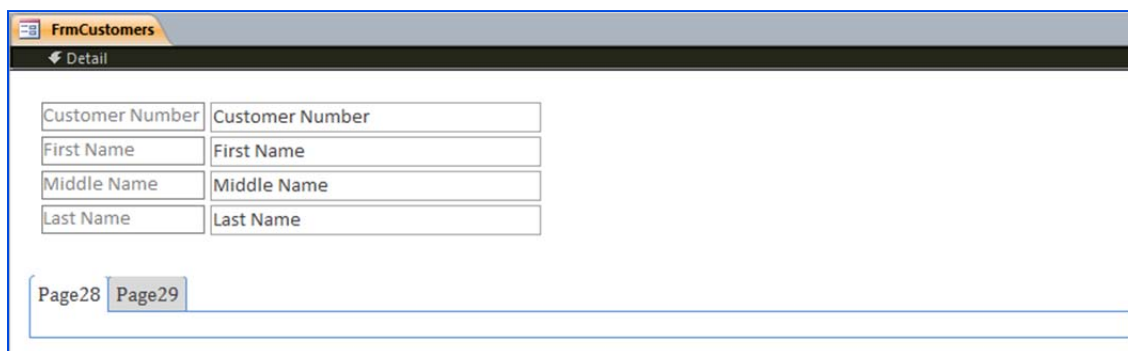 FrmCustomers
Detail
Customer Number Customer Number
First Name First Name
Middle Name Middle Name
Last Name Last Name
Page28 Page29